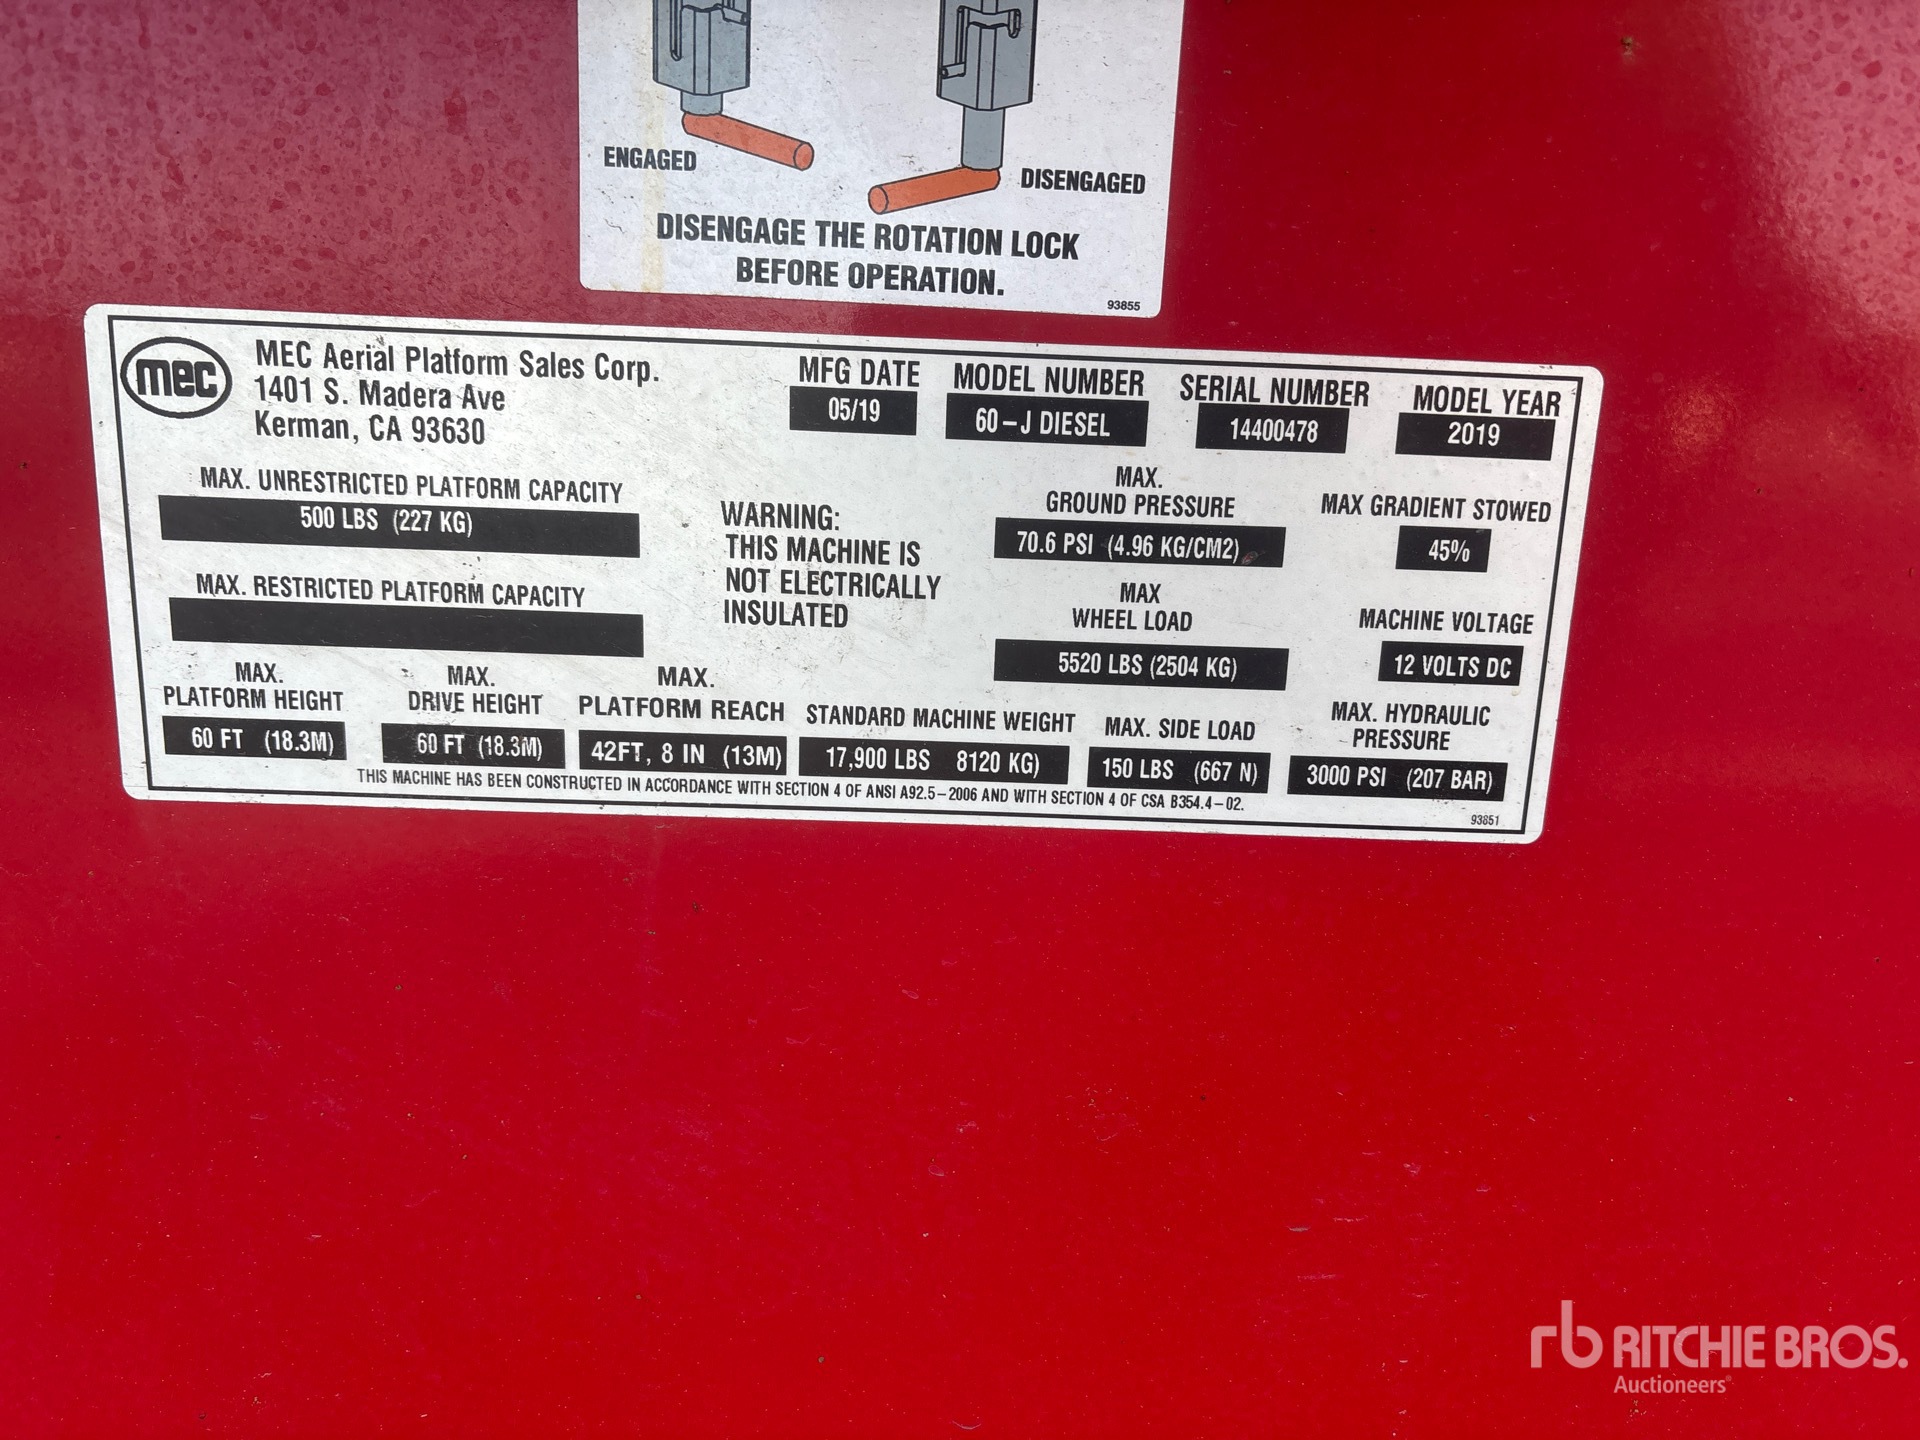 ENGAGED
DISENGAGED
DISENGAGE THE ROTATION LOCK
BEFORE OPERATION.
93855
mec
MEC Aerial Platform Sales Corp.
1401 S. Madera Ave
Kerman, CA 93630
MFG DATE
05/19
MODEL NUMBER
60-J DIESEL
SERIAL NUMBER
14400478
MODEL YEAR
2019
MAX. UNRESTRICTED PLATFORM CAPACITY
500 LBS (227 KG)
MAX. RESTRICTED PLATFORM CAPACITY
WARNING:
THIS MACHINE IS
NOT ELECTRICALLY
INSULATED
MAX.
GROUND PRESSURE
70.6 PSI (4.96 KG/CM2)
MAX GRADIENT STOWED
45%
MAX
WHEEL LOAD
5520 LBS (2504 KG)
MACHINE VOLTAGE
12 VOLTS DC
MAX.
PLATFORM HEIGHT
60 FT (18.3M)
MAX.
DRIVE HEIGHT
60 FT (18.3M)
MAX.
PLATFORM REACH
42FT, 8 IN (13M)
STANDARD MACHINE WEIGHT
17,900 LBS 8120 KG)
MAX. SIDE LOAD
150 LBS (667 N)
MAX. HYDRAULIC
PRESSURE
3000 PSI (207 BAR)
THIS MACHINE HAS BEEN CONSTRUCTED IN ACCORDANCE WITH SECTION 4 OF ANSI A92.5-2006 AND WITH SECTION 4 OF CSA B354.4-02.
93851
rb RITCHIE BROS.
Auctioneers